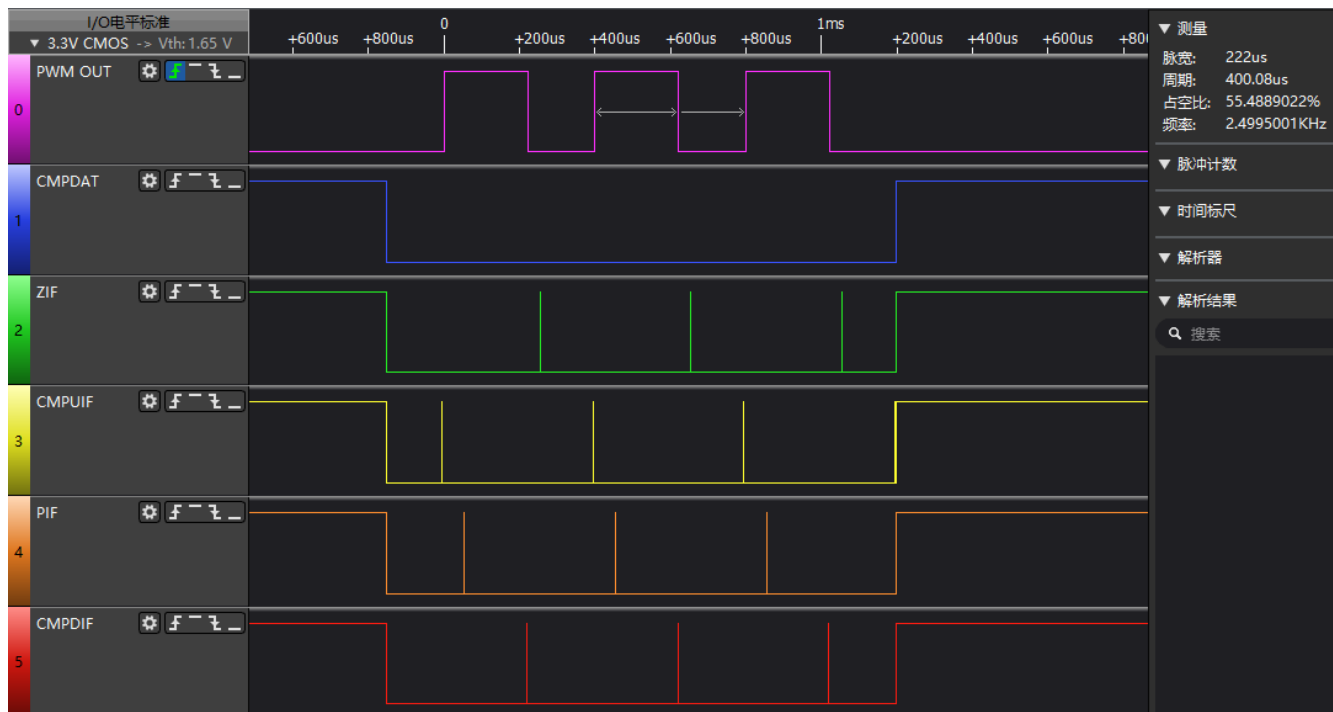 I/O电平标准
▼ 3.3V CMOS -> Vth: 1.65 V
0 1ms
+600us +800us +200us +400us +600us +800us +200us +400us +600us +80
PWM OUT
0
CMPDAT
1
ZIF
2
CMPUIF
3
PIF
4
CMPDIF
5
▼ 测量
脉宽: 222us
周期: 400.08us
占空比: 55.4889022%
频率: 2.4995001KHz
▼ 脉冲计数
▼ 时间标尺
▼ 解析器
▼ 解析结果
搜索